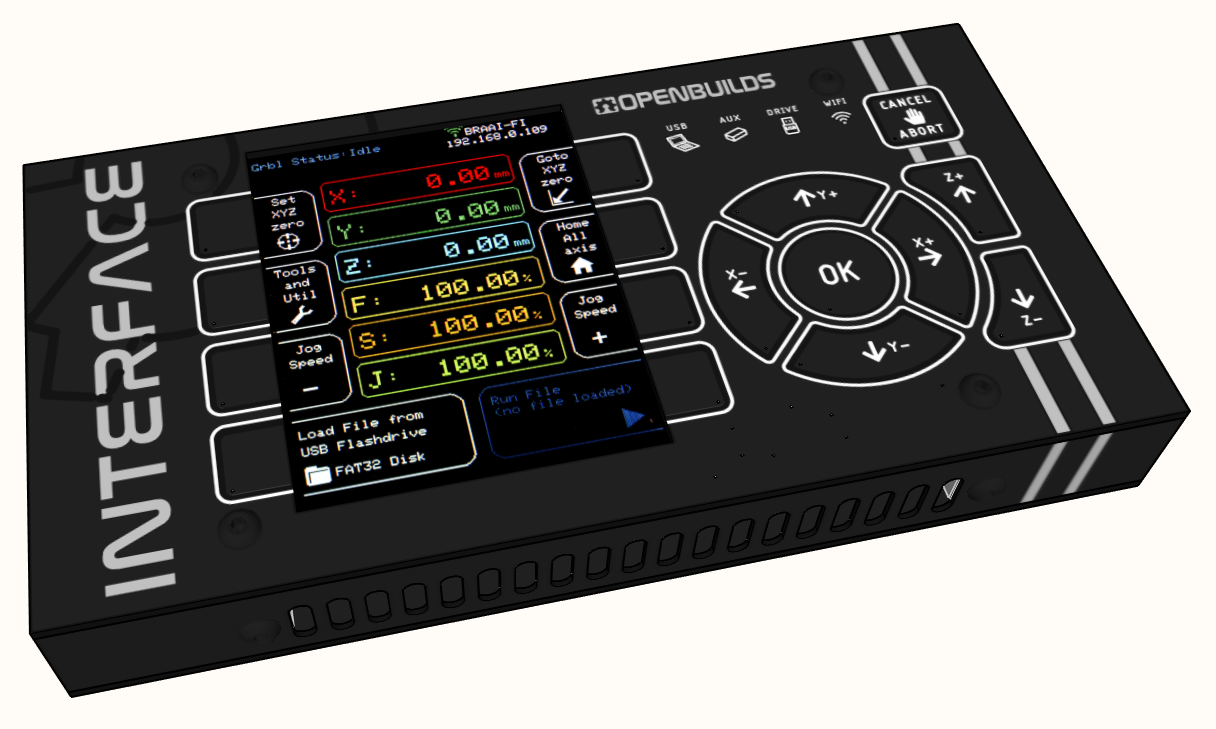 INTERFACE
OPENBUILDS
USB
AUX
DRIVE
WIFI
CANCEL
ABORT
BRAAI-FI
192.168.0.109
Grbl Status:Idle
Set
XYZ
zero
Tools
and
Util
Jog
Speed
-
X: 0.00 mm
Y: 0.00 mm
Z: 0.00 mm
F: 100.00 %
S: 100.00 %
J: 100.00 %
Goto
XYZ
zero
Home
All
axis
Jog
Speed
+
Load File from
USB Flashdrive
FAT32 Disk
Run File
(no file loaded)
Y+
X-
OK
X+
Y-
Z+
Z-